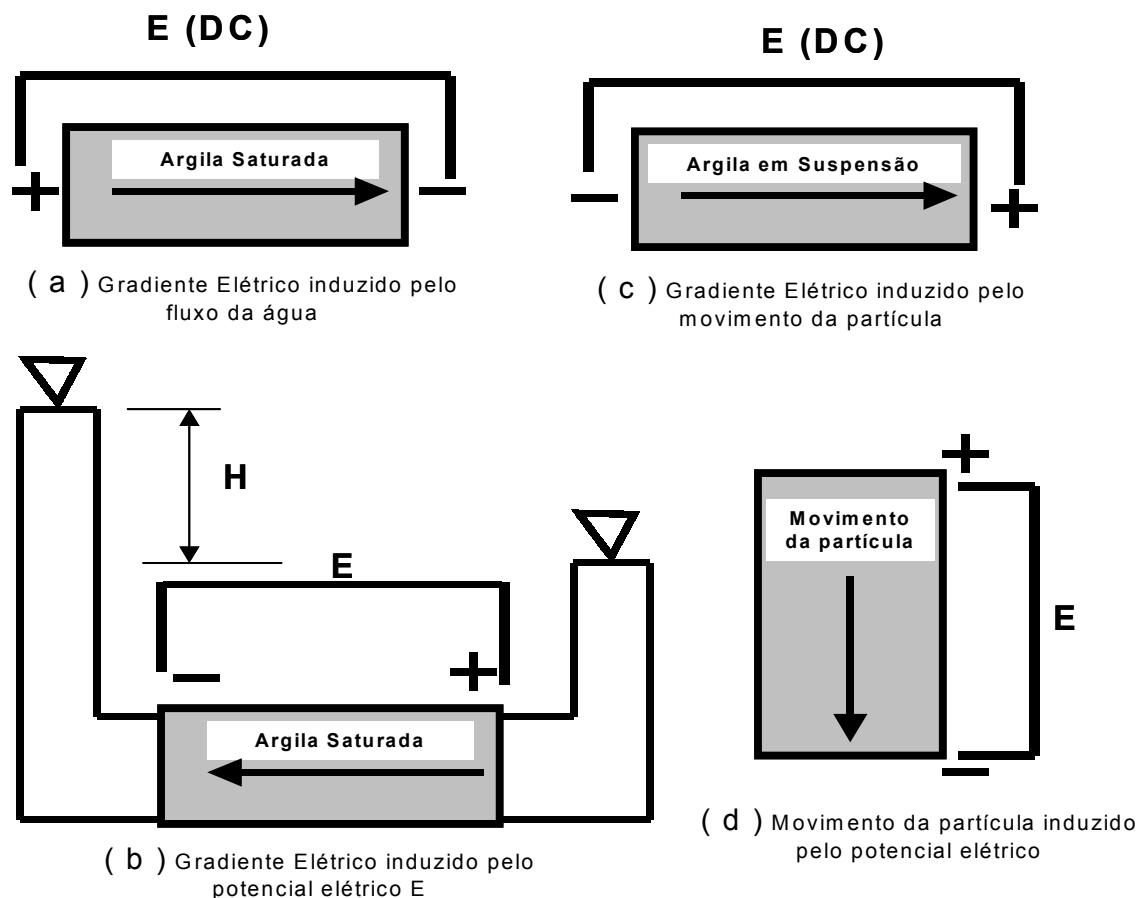 E (DC)
+
Argila Saturada
−
( a ) Gradiente Elétrico induzido pelo
fluxo da água
E (DC)
−
Argila em Suspensão
+
( c ) Gradiente Elétrico induzido pelo
movimento da partícula
H
E
−
+
Argila Saturada
( b ) Gradiente Elétrico induzido pelo
potencial elétrico E
+
Movimento
da partícula
E
−
( d ) Movimento da partícula induzido
pelo potencial elétrico